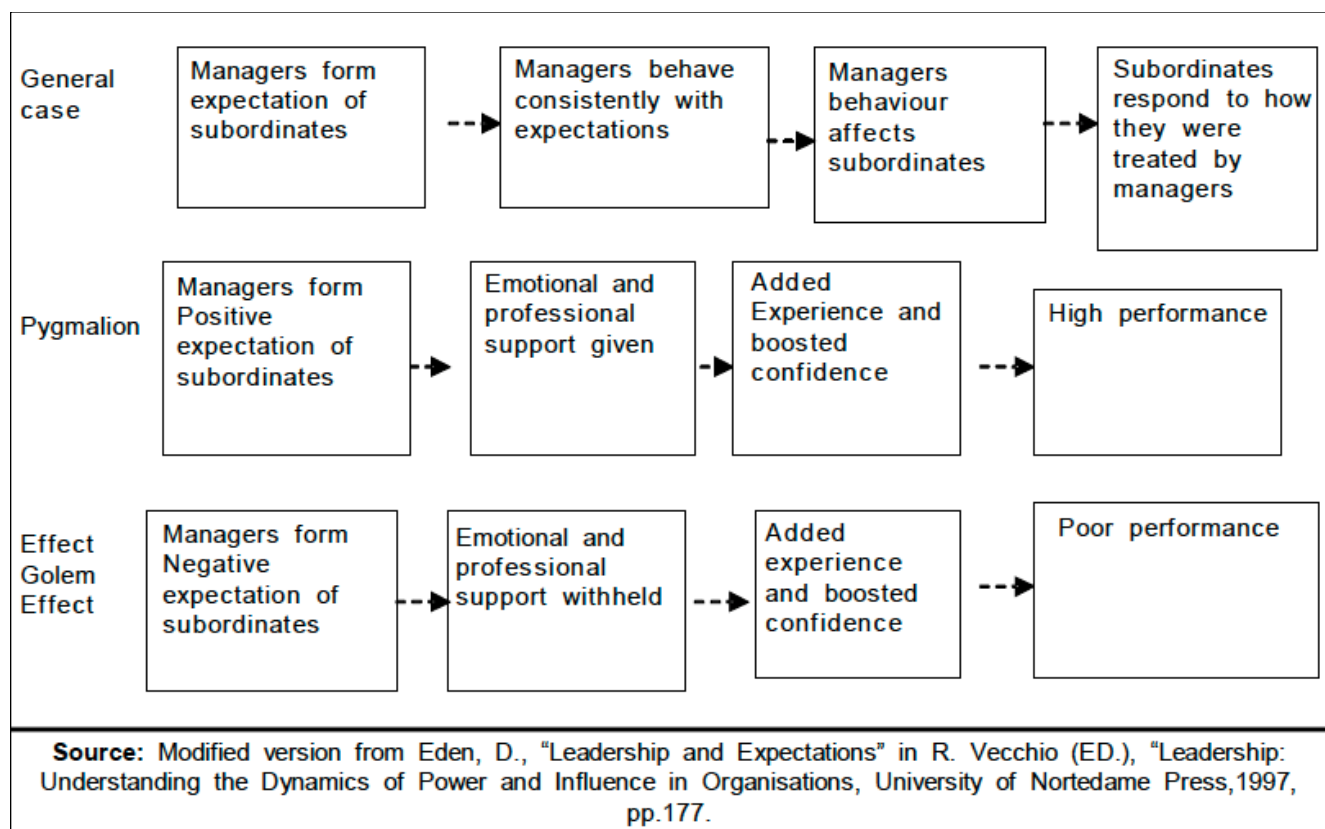 General
case
Managers form
expectation of
subordinates
Managers behave
consistently with
expectations
Managers
behaviour
affects
subordinates
Subordinates
respond to how
they were
treated by
managers
Pygmalion
Managers form
Positive
expectation of
subordinates
Emotional and
professional
support given
Added
Experience and
boosted
confidence
High performance
Effect
Golem
Effect
Managers form
Negative
expectation of
subordinates
Emotional and
professional
support withheld
Added
experience
and boosted
confidence
Poor performance
Source: Modified version from Eden, D., “Leadership and Expectations” in R. Vecchio (ED.), “Leadership:
Understanding the Dynamics of Power and Influence in Organisations, University of Nortedame Press,1997,
pp.177.